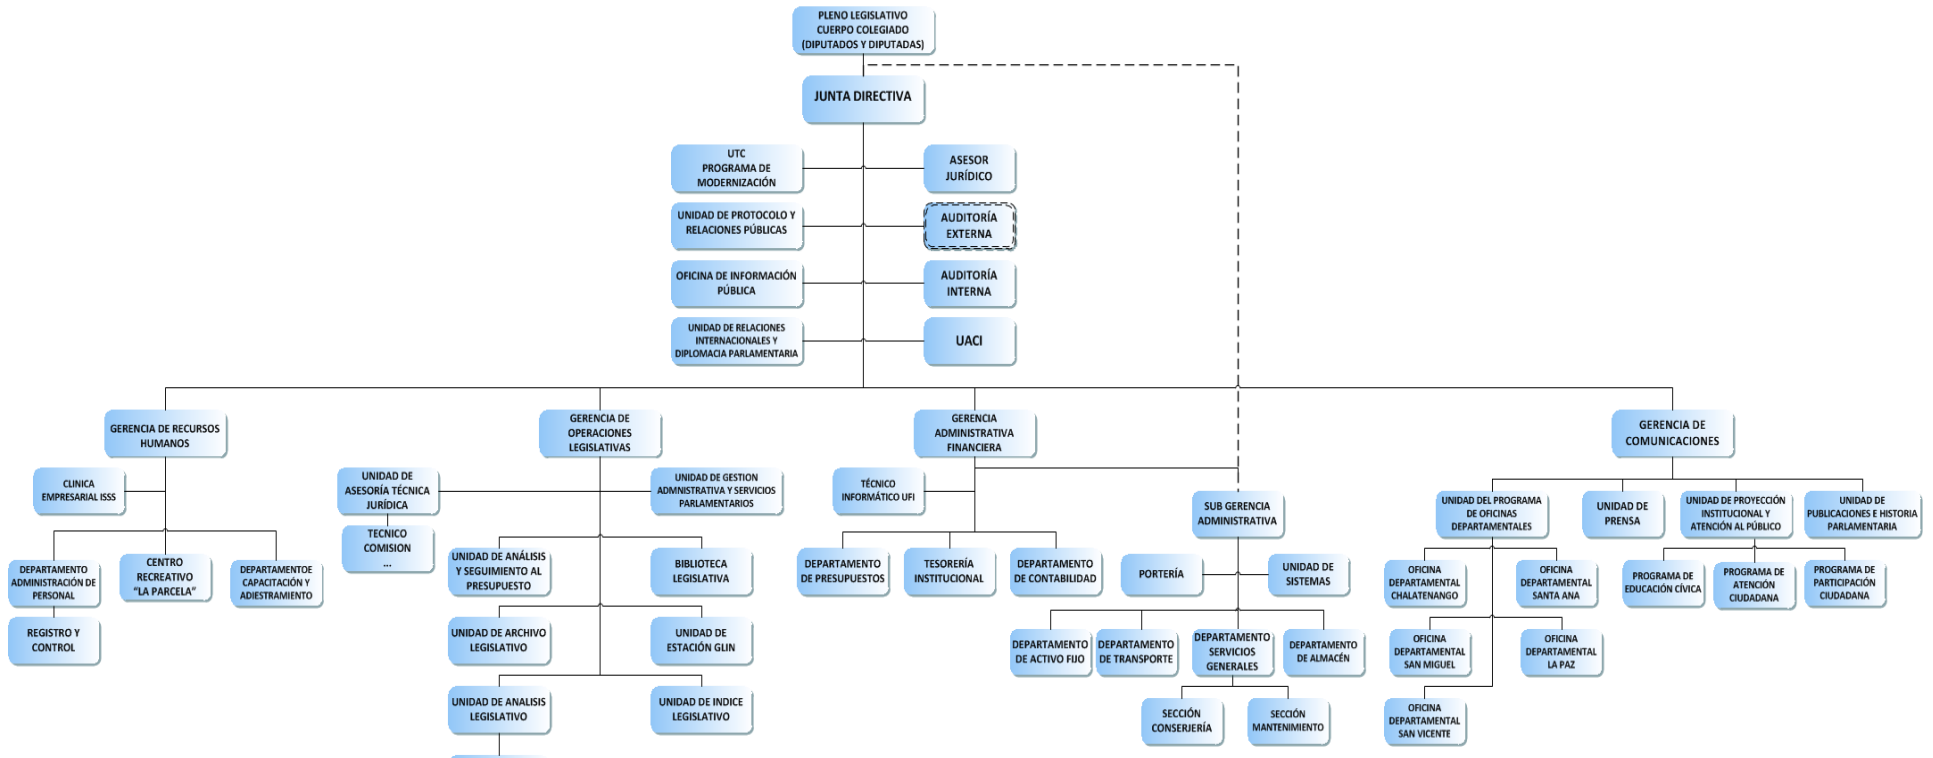 PLENO LEGISLATIVO
CUERPO COLEGIADO
(DIPUTADOS Y DIPUTADAS)
JUNTA DIRECTIVA
UTC
PROGRAMA DE
MODERNIZACIÓN
ASESOR
JURÍDICO
UNIDAD DE PROTOCOLO Y
RELACIONES PÚBLICAS
AUDITORÍA
EXTERNA
OFICINA DE INFORMACIÓN
PÚBLICA
AUDITORÍA
INTERNA
UNIDAD DE RELACIONES
INTERNACIONALES Y
DIPLOMACIA PARLAMENTARIA
UACI
GERENCIA DE RECURSOS
HUMANOS
GERENCIA DE
OPERACIONES
LEGISLATIVAS
GERENCIA
ADMINISTRATIVA
FINANCIERA
GERENCIA DE
COMUNICACIONES
CLINICA
EMPRESARIAL ISSS
DEPARTAMENTO
ADMINISTRACIÓN DE
PERSONAL
CENTRO
RECREATIVO
"LA PARCELA"
DEPARTAMENTOE
CAPACITACIÓN Y
ADIESTRAMIENTO
REGISTRO Y
CONTROL
UNIDAD DE
ASESORÍA TÉCNICA
JURÍDICA
TECNICO
COMISION
...
UNIDAD DE GESTION
ADMNISTRATIVA Y SERVICIOS
PARLAMENTARIOS
UNIDAD DE ANÁLISIS
Y SEGUIMIENTO AL
PRESUPUESTO
BIBLIOTECA
LEGISLATIVA
UNIDAD DE ARCHIVO
LEGISLATIVO
UNIDAD DE
ESTACIÓN GLIN
UNIDAD DE ANALISIS
LEGISLATIVO
UNIDAD DE INDICE
LEGISLATIVO
TÉCNICO
INFORMÁTICO UFI
SUB GERENCIA
ADMINISTRATIVA
DEPARTAMENTO
DE PRESUPUESTOS
TESORERÍA
INSTITUCIONAL
DEPARTAMENTO
DE CONTABILIDAD
PORTERÍA
UNIDAD DE
SISTEMAS
DEPARTAMENTO
DE ACTIVO FIJO
DEPARTAMENTO
DE TRANSPORTE
DEPARTAMENTO
SERVICIOS
GENERALES
DEPARTAMENTO
DE ALMACÉN
SECCIÓN
CONSERJERÍA
SECCIÓN
MANTENIMIENTO
UNIDAD DEL PROGRAMA
DE OFICINAS
DEPARTAMENTALES
UNIDAD DE
PRENSA
UNIDAD DE PROYECCIÓN
INSTITUCIONAL Y
ATENCIÓN AL PÚBLICO
UNIDAD DE
PUBLICACIONES E HISTORIA
PARLAMENTARIA
OFICINA
DEPARTAMENTAL
CHALATENANGO
OFICINA
DEPARTAMENTAL
SANTA ANA
PROGRAMA DE
EDUCACIÓN CÍVICA
PROGRAMA DE
ATENCIÓN
CIUDADANA
PROGRAMA DE
PARTICIPACIÓN
CIUDADANA
OFICINA
DEPARTAMENTAL
SAN MIGUEL
OFICINA
DEPARTAMENTAL
LA PAZ
OFICINA
DEPARTAMENTAL
SAN VICENTE